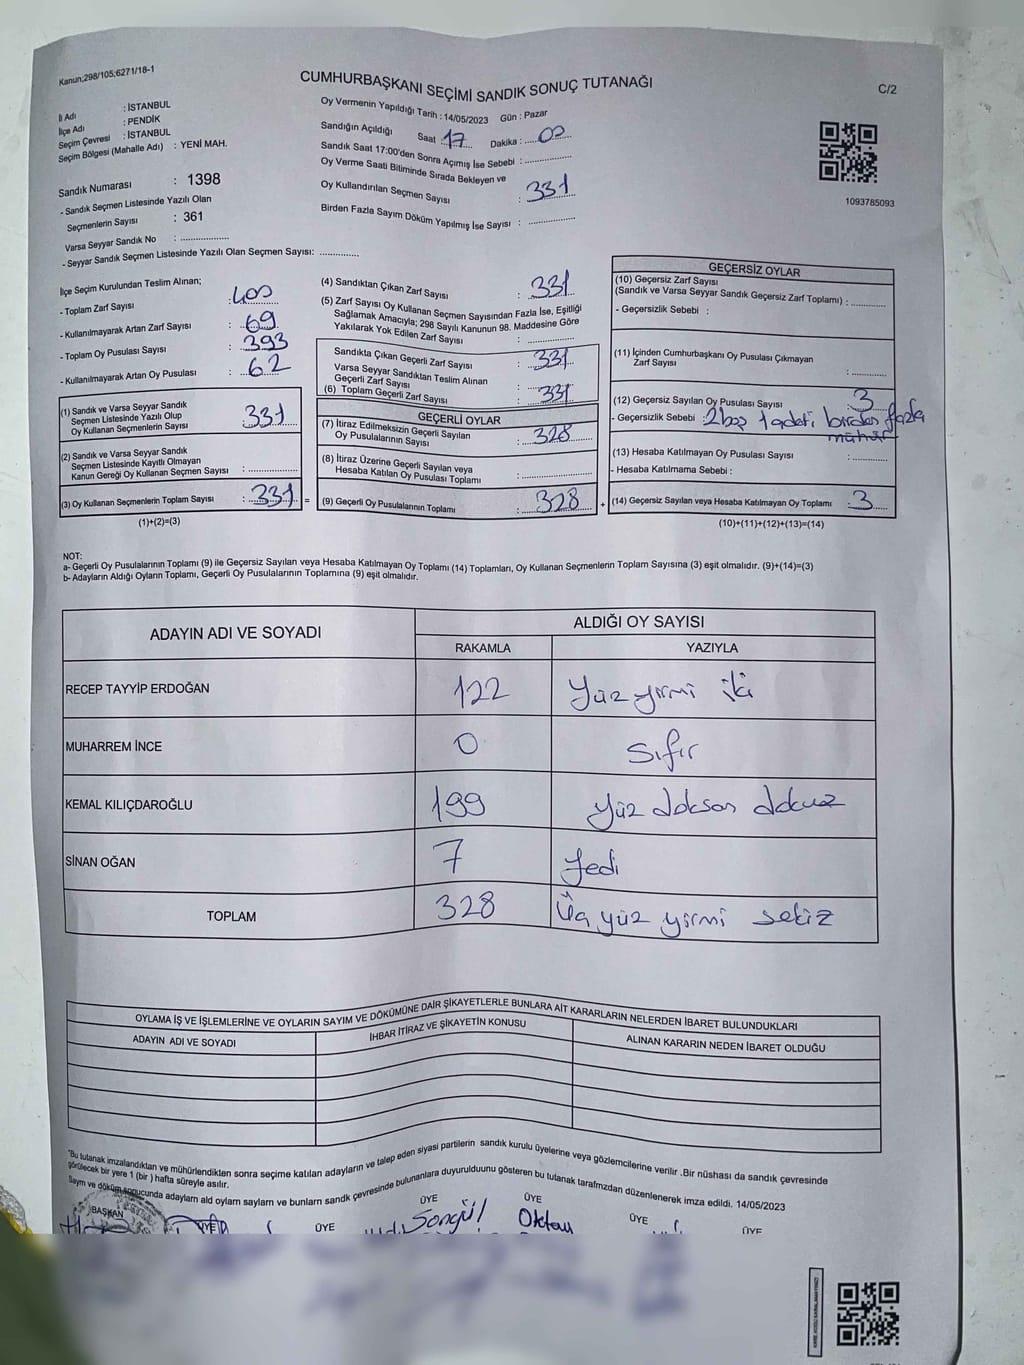 Kanun;298/105;6271/18-1
CUMHURBAŞKANI SEÇİMİ SANDIK SONUÇ TUTANAĞI
C/2
İl Adı : İSTANBUL
İlçe Adı : PENDİK
Seçim Çevresi : İSTANBUL
Seçim Bölgesi (Mahalle Adı) : YENİ MAH.
Sandık Numarası : 1398
- Sandık Seçmen Listesinde Yazılı Olan
Seçmenlerin Sayısı : 361
Varsa Seyyar Sandık No : ....................
- Seyyar Sandık Seçmen Listesinde Yazılı Olan Seçmen Sayısı: ................
Oy Vermenin Yapıldığı Tarih : 14/05/2023 Gün : Pazar
Sandığın Açıldığı Saat 17 Dakika : 00
Sandık Saat 17:00'den Sonra Açımış İse Sebebi : ....................
Oy Verme Saati Bitiminde Sırada Bekleyen ve
Oy Kullandırılan Seçmen Sayısı : 331
Birden Fazla Sayım Döküm Yapılmış İse Sayısı : ....................
1093785093
İlçe Seçim Kurulundan Teslim Alınan;
- Toplam Zarf Sayısı : 400
- Kullanılmayarak Artan Zarf Sayısı : 69
- Toplam Oy Pusulası Sayısı : 393
- Kullanılmayarak Artan Oy Pusulası : 62
(1) Sandık ve Varsa Seyyar Sandık
Seçmen Listesinde Yazılı Olup
Oy Kullanan Seçmenlerin Sayısı : 331
(2) Sandık ve Varsa Seyyar Sandık
Seçmen Listesinde Kayıtlı Olmayan
Kanun Gereği Oy Kullanan Seçmen Sayısı : ................
(3) Oy Kullanan Seçmenlerin Toplam Sayısı : 331 =
(1)+(2)=(3)
(4) Sandıktan Çıkan Zarf Sayısı : 331
(5) Zarf Sayısı Oy Kullanan Seçmen Sayısından Fazla İse, Eşitliği
Sağlamak Amacıyla; 298 Sayılı Kanunun 98. Maddesine Göre
Yakılarak Yok Edilen Zarf Sayısı : ................
Sandıkta Çıkan Geçerli Zarf Sayısı : 331
Varsa Seyyar Sandıktan Teslim Alınan
Geçerli Zarf Sayısı : ................
(6) Toplam Geçerli Zarf Sayısı : 331
GEÇERLİ OYLAR
(7) İtiraz Edilmeksizin Geçerli Sayılan
Oy Pusulalarının Sayısı : 328
(8) İtiraz Üzerine Geçerli Sayılan veya
Hesaba Katılan Oy Pusulası Toplamı : ................
(9) Geçerli Oy Pusulalarının Toplamı : 328 +
GEÇERSİZ OYLAR
(10) Geçersiz Zarf Sayısı
(Sandık ve Varsa Seyyar Sandık Geçersiz Zarf Toplamı) : ............
- Geçersizlik Sebebi :
(11) İçinden Cumhurbaşkanı Oy Pusulası Çıkmayan
Zarf Sayısı : ............
(12) Geçersiz Sayılan Oy Pusulası Sayısı : 3
- Geçersizlik Sebebi : 2 boş 1 adeti birden fazla
mühür
(13) Hesaba Katılmayan Oy Pusulası Sayısı : ............
- Hesaba Katılmama Sebebi :
(14) Geçersiz Sayılan veya Hesaba Katılmayan Oy Toplamı : 3
(10)+(11)+(12)+(13)=(14)
NOT:
a- Geçerli Oy Pusulalarının Toplamı (9) ile Geçersiz Sayılan veya Hesaba Katılmayan Oy Toplamı (14) Toplamları, Oy Kullanan Seçmenlerin Toplam Sayısına (3) eşit olmalıdır. (9)+(14)=(3)
b- Adayların Aldığı Oyların Toplamı, Geçerli Oy Pusulalarının Toplamına (9) eşit olmalıdır.
ADAYIN ADI VE SOYADI ALDIĞI OY SAYISI
RAKAMLA YAZIYLA
RECEP TAYYİP ERDOĞAN 122 Yüz yirmi iki
MUHARREM İNCE 0 Sıfır
KEMAL KILIÇDAROĞLU 199 Yüz doksan dokuz
SİNAN OĞAN 7 Yedi
TOPLAM 328 Üç yüz yirmi sekiz
OYLAMA İŞ VE İŞLEMLERİNE VE OYLARIN SAYIM VE DÖKÜMÜNE DAİR ŞİKAYETLERLE BUNLARA AİT KARARLARIN NELERDEN İBARET BULUNDUKLARI
ADAYIN ADI VE SOYADI İHBAR İTİRAZ VE ŞİKAYETİN KONUSU ALINAN KARARIN NEDEN İBARET OLDUĞU
"Bu tutanak imzalandıktan ve mühürlendikten sonra seçime katılan adayların ve talep eden siyasi partilerin sandık kurulu üyelerine veya gözlemcilerine verilir .Bir nüshası da sandık çevresinde
görülecek bir yere 1 (bir ) hafta süreyle asılır.
Sayım ve döküm sonucunda adayların ald oyların sayların ve bunların sandk çevresinde bulunanlara duyurulduunu gösteren bu tutanak tarafmzdan düzenlenerek imza edildi. 14/05/2023
BAŞKAN ÜYE ÜYE ÜYE ÜYE ÜYE ÜYE
Songül Oktay